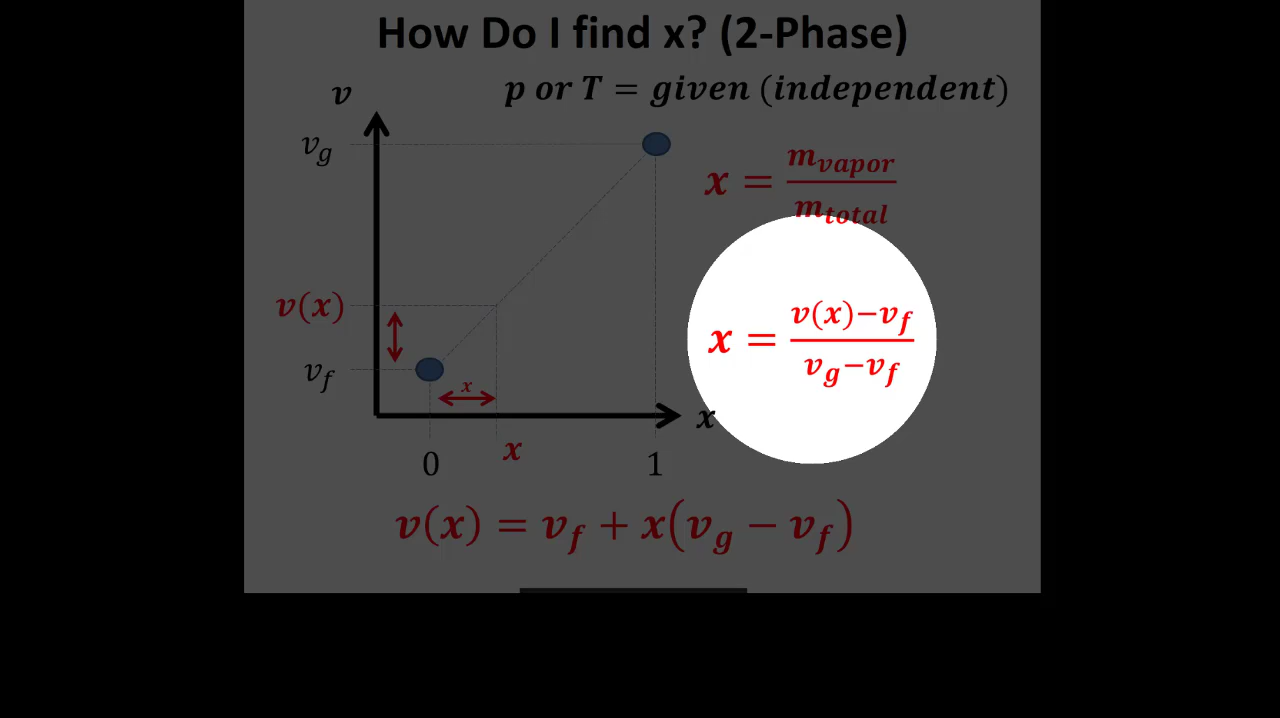 How Do I find x? (2-Phase)
p or T = given (independent)
v
v_g
x = m_vapor / m_total
v(x)
x = (v(x)−v_f) / (v_g−v_f)
v_f
x
x
0
x
1
v(x) = v_f + x(v_g − v_f)